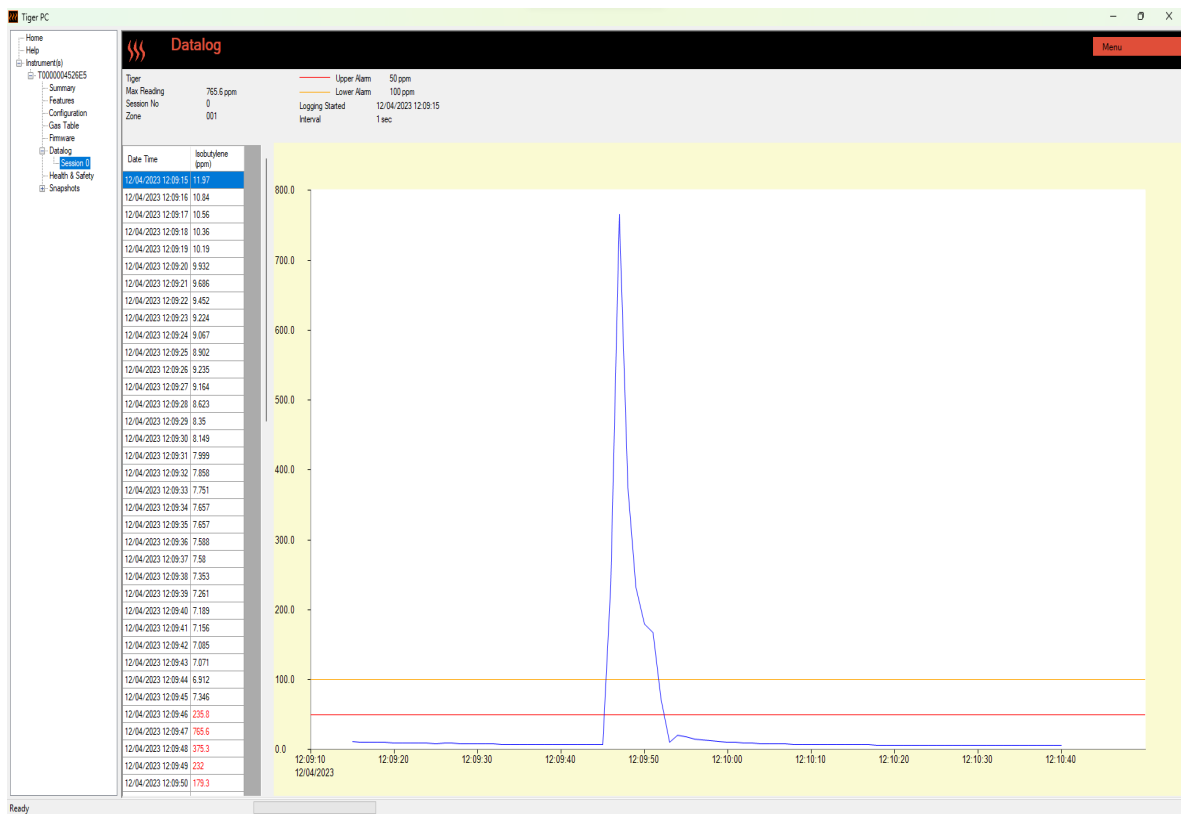 Tiger PC
Home
Help
Instrument(s)
T0000004526E5
Summary
Features
Configuration
Gas Table
Firmware
Datalog
Session 0
Health & Safety
Snapshots
Datalog
Menu
Tiger
Max Reading 765.6 ppm
Session No 0
Zone 001
Upper Alarm 50 ppm
Lower Alarm 100 ppm
Logging Started 12/04/2023 12:09:15
Interval 1 sec
Date Time Isobutylene (ppm)
12/04/2023 12:09:15 11.97
12/04/2023 12:09:16 10.84
12/04/2023 12:09:17 10.56
12/04/2023 12:09:18 10.36
12/04/2023 12:09:19 10.19
12/04/2023 12:09:20 9.932
12/04/2023 12:09:21 9.686
12/04/2023 12:09:22 9.452
12/04/2023 12:09:23 9.224
12/04/2023 12:09:24 9.067
12/04/2023 12:09:25 8.902
12/04/2023 12:09:26 9.235
12/04/2023 12:09:27 9.164
12/04/2023 12:09:28 8.623
12/04/2023 12:09:29 8.35
12/04/2023 12:09:30 8.149
12/04/2023 12:09:31 7.999
12/04/2023 12:09:32 7.858
12/04/2023 12:09:33 7.751
12/04/2023 12:09:34 7.657
12/04/2023 12:09:35 7.657
12/04/2023 12:09:36 7.588
12/04/2023 12:09:37 7.58
12/04/2023 12:09:38 7.353
12/04/2023 12:09:39 7.261
12/04/2023 12:09:40 7.189
12/04/2023 12:09:41 7.156
12/04/2023 12:09:42 7.085
12/04/2023 12:09:43 7.071
12/04/2023 12:09:44 6.912
12/04/2023 12:09:45 7.346
12/04/2023 12:09:46 235.8
12/04/2023 12:09:47 765.6
12/04/2023 12:09:48 375.3
12/04/2023 12:09:49 232
12/04/2023 12:09:50 179.3
800.0
700.0
600.0
500.0
400.0
300.0
200.0
100.0
0.0
12:09:10 12:09:20 12:09:30 12:09:40 12:09:50 12:10:00 12:10:10 12:10:20 12:10:30 12:10:40
12/04/2023
Ready